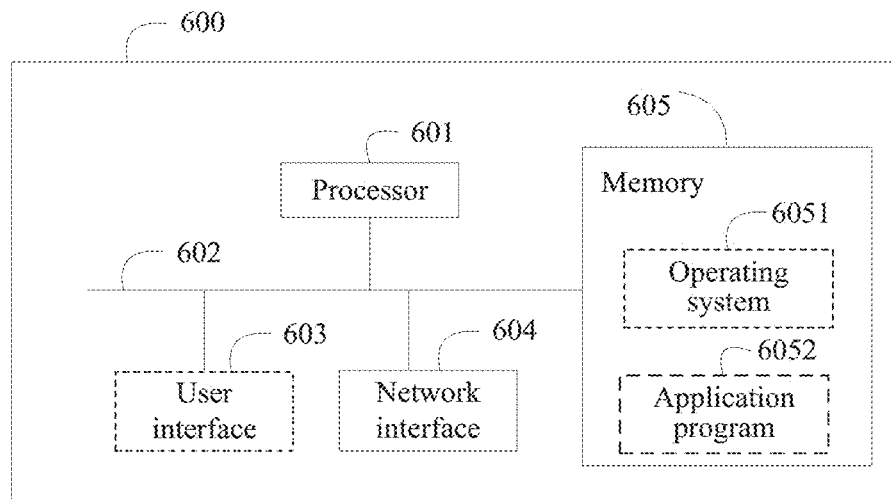 600
605
601
Processor
Memory
6051
602
Operating
system
603
604
6052
User
interface
Network
interface
Application
program